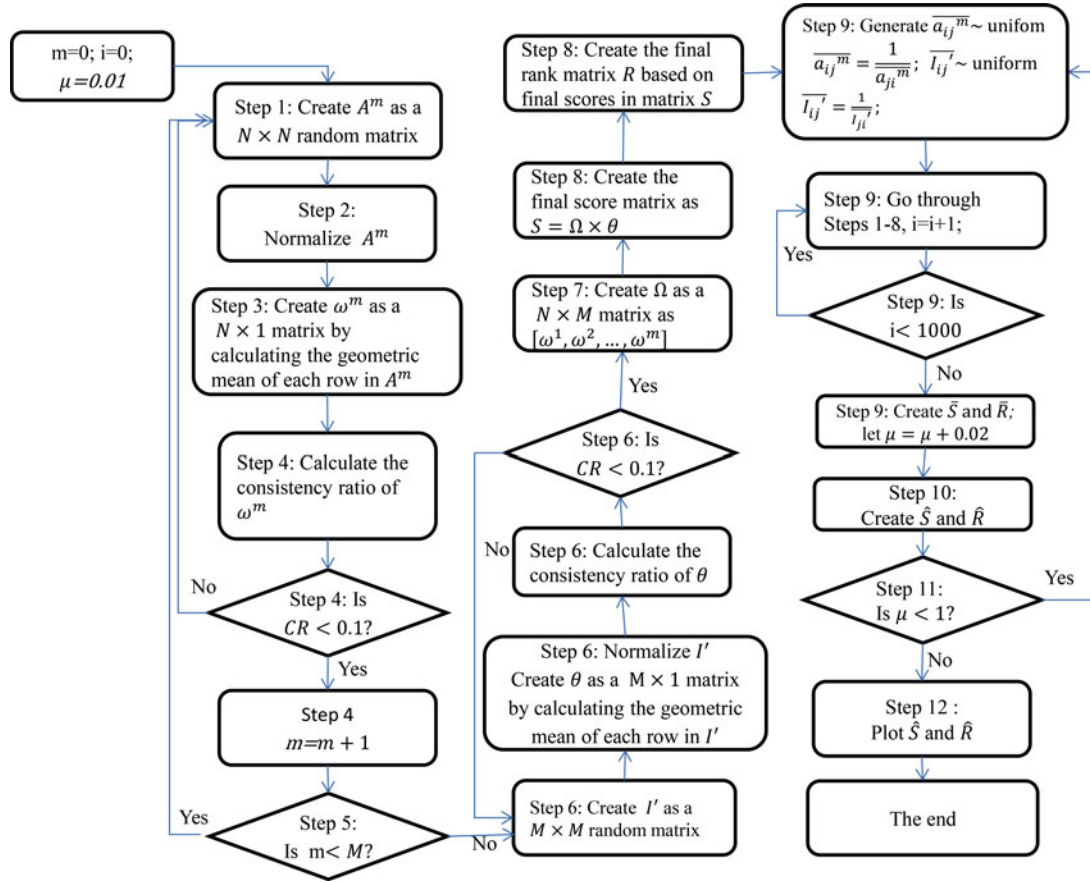 m=0; i=0;
μ=0.01
Step 1: Create A^m as a
N × N random matrix
Step 2:
Normalize A^m
Step 3: Create ω^m as a
N × 1 matrix by
calculating the geometric
mean of each row in A^m
Step 4: Calculate the
consistency ratio of
ω^m
No
Step 4: Is
CR < 0.1?
Yes
Step 4
m=m + 1
Yes
Step 5:
Is m< M?
No
Step 6: Create I′ as a
M × M random matrix
Step 6: Normalize I′
Create θ as a M × 1 matrix
by calculating the geometric
mean of each row in I′
Step 6: Calculate the
consistency ratio of θ
No
Step 6: Is
CR < 0.1?
Yes
Step 7: Create Ω as a
N × M matrix as
[ω^1, ω^2, …, ω^m]
Step 8: Create the
final score matrix as
S = Ω × θ
Step 8: Create the final
rank matrix R based on
final scores in matrix S
Step 9: Generate \overline{a_{ij}^m}~ unifom
\overline{a_{ij}^m} = \frac{1}{\overline{a_{ji}^m}}; \overline{I_{ij}′}~ uniform
\overline{I_{ij}′} = \frac{1}{\overline{I_{ji}′}};
Step 9: Go through
Steps 1-8, i=i+1;
Yes
Step 9: Is
i< 1000
No
Step 9: Create S̄ and R̄;
let μ = μ + 0.02
Step 10:
Create Ŝ and R̂
Step 11:
Is μ < 1?
Yes
No
Step 12 :
Plot Ŝ and R̂
The end